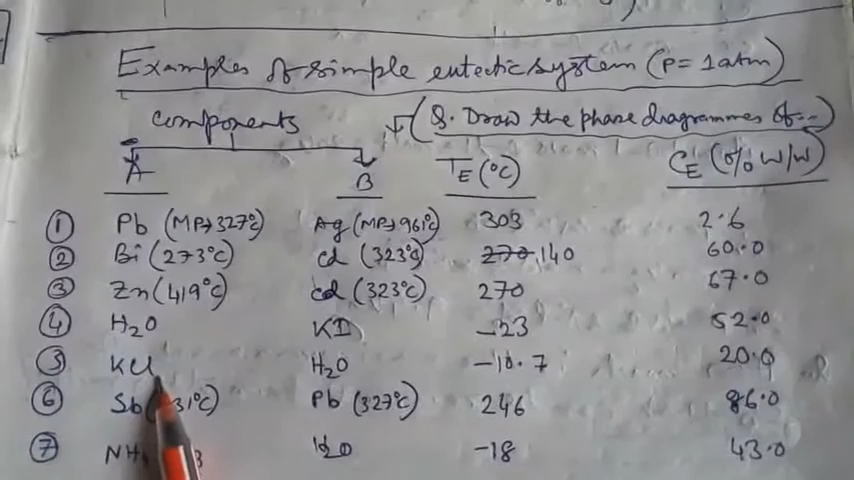 Examples of simple eutectic system (P = 1 atm)
components (Q. Draw the phase diagrammes of...)
A B TE (°C) CE (% W/W)
① Pb (MP→327°C) Ag (MP→961°C) 303 2.6
② Bi (273°C) cd (323°C) 270 140 60.0
③ Zn (419°C) cd (323°C) 270 67.0
④ H2O KI -23 52.0
⑤ KCl H2O -10.7 20.0
⑥ Sb 31°C) Pb (327°C) 246 86.0
⑦ H2O -18 43.0